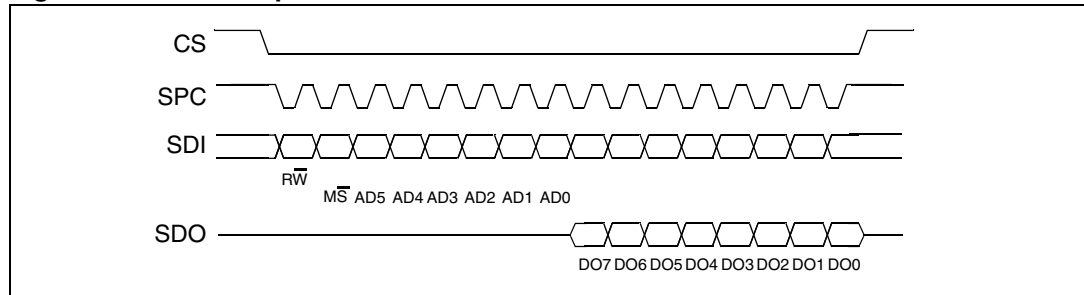 CS
SPC
SDI
RW̅
MS̅ AD5 AD4 AD3 AD2 AD1 AD0
SDO
DO7 DO6 DO5 DO4 DO3 DO2 DO1 DO0